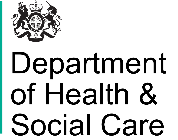 Department
of Health &
Social Care